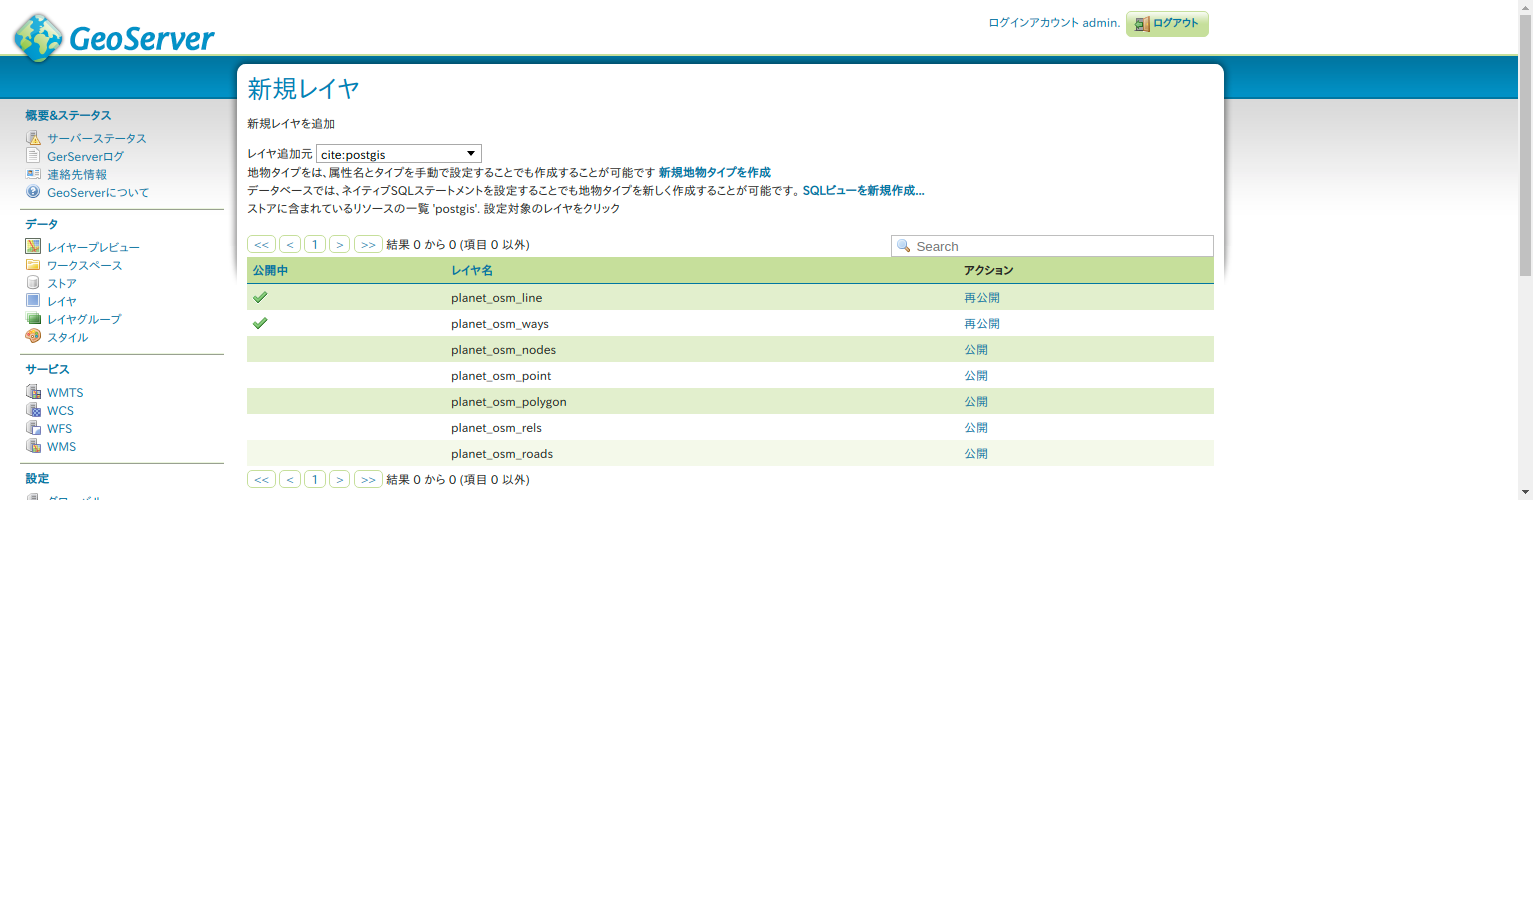 GeoServer
ログインアカウント admin. ログアウト
概要&ステータス
サーバーステータス
GerServerログ
連絡先情報
GeoServerについて
データ
レイヤープレビュー
ワークスペース
ストア
レイヤ
レイヤグループ
スタイル
サービス
WMTS
WCS
WFS
WMS
設定
新規レイヤ
新規レイヤを追加
レイヤ追加元 cite:postgis
地物タイプをは、属性名とタイプを手動で設定することでも作成することが可能です 新規地物タイプを作成
データベースでは、ネイティブSQLステートメントを設定することでも地物タイプを新しく作成することが可能です。 SQLビューを新規作成...
ストアに含まれているリソースの一覧 'postgis'. 設定対象のレイヤをクリック
<< < 1 > >> 結果 0 から 0 (項目 0 以外) Search
公開中 レイヤ名 アクション
planet_osm_line 再公開
planet_osm_ways 再公開
planet_osm_nodes 公開
planet_osm_point 公開
planet_osm_polygon 公開
planet_osm_rels 公開
planet_osm_roads 公開
<< < 1 > >> 結果 0 から 0 (項目 0 以外)